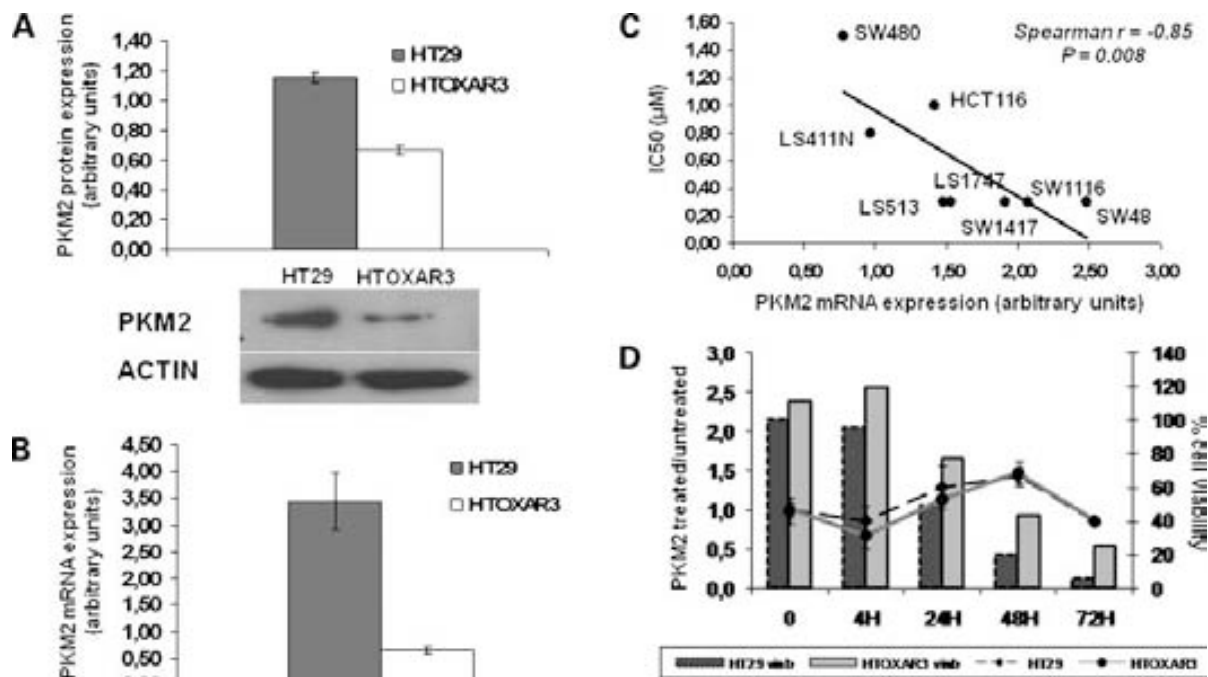 A
PKM2 protein expression
(arbitrary units)
1,40
1,20
1,00
0,80
0,60
0,40
0,20
0,00
HT29
HTOXAR3
HT29 HTOXAR3
PKM2
ACTIN
B
PKM2 mRNA expression
(arbitrary units)
4,50
4,00
3,50
3,00
2,50
2,00
1,50
1,00
0,50
HT29
HTOXAR3
C
IC50 (µM)
1,60
1,40
1,20
1,00
0,80
0,60
0,40
0,20
0,00
Spearman r = -0.85
P = 0.008
SW480
HCT116
LS411N
LS1747
SW1116
LS513
SW1417
SW48
0,00 0,50 1,00 1,50 2,00 2,50 3,00
PKM2 mRNA expression (arbitrary units)
D
PKM2 treated/untreated
3,0
2,5
2,0
1,5
1,0
0,5
0,0
140
120
100
80
60
40
20
0
% cell viability
0 4H 24H 48H 72H
HT29 viab HTOXAR3 viab HT29 HTOXAR3